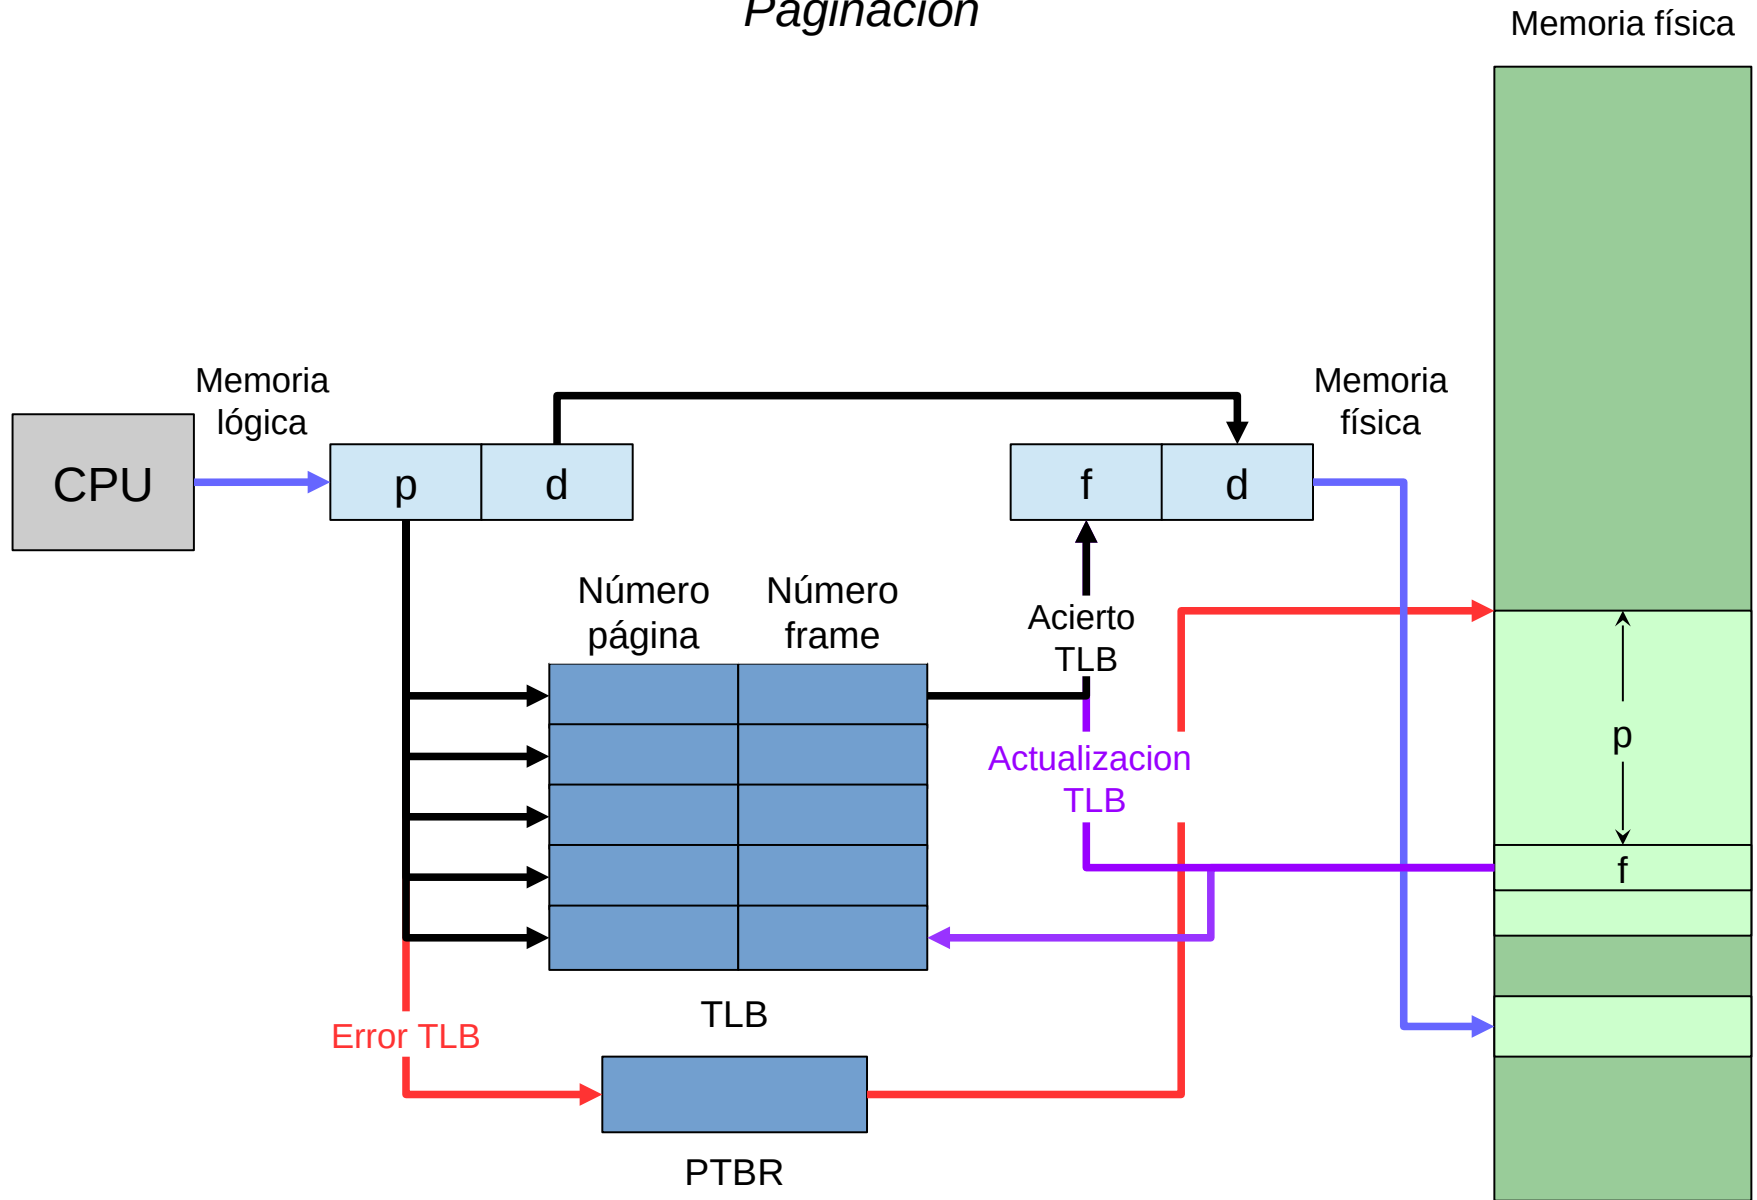 Paginación
Memoria física
Memoria
lógica
Memoria
física
CPU
p
d
f
d
Número
página
Número
frame
Acierto
TLB
p
Actualizacion
TLB
f
TLB
Error TLB
PTBR